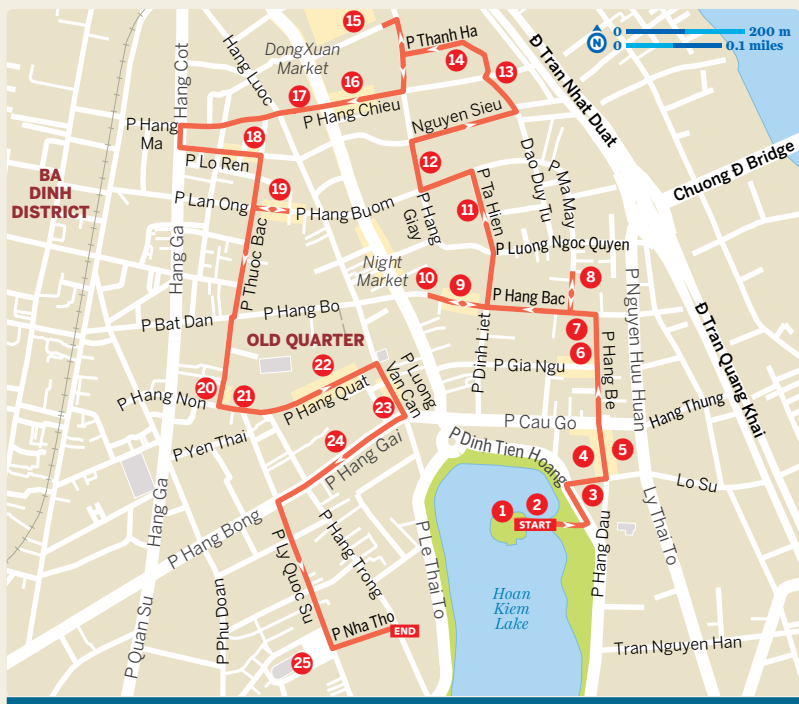 15
P Thanh Ha
14
13
Hang Cot
Hang Luoc
DongXuan
Market
16
17
P Hang Chieu
Nguyen Sieu
Đ Tran Nhat Duat
N
0
200 m
0
0.1 miles
P Hang
Ma
18
P Lo Ren
BA
DINH
DISTRICT
19
P Lan Ong
P Hang Buom
12
P Hang
Giay
11
P Ta Hien
Dao Duy Tu
P Ma May
Chuong Đ Bridge
P Luong Ngoc Quyen
Hang Ga
P Thuoc Bac
Night
Market
10
9
P Hang Bac
8
P Nguyen Huu Huan
Đ Tran Quang Khai
P Hang Bo
P Bat Dan
OLD QUARTER
7
6
P Gia Ngu
P Dinh Liet
P Hang Be
22
20
21
P Hang Non
P Hang Quat
P Luong
Van Can
23
P Cau Go
Hang Thung
P Yen Thai
24
P Hang Gai
P Dinh Tien Hoang
4
5
3
Lo Su
1
2
START
P Hang Dau
Ly Thai To
Hang Ga
P Hang Bong
P Ly Quoc Su
P Hang Trong
P Le Thai To
Hoan
Kiem
Lake
P Quan Su
P Phu Doan
P Nha Tho
END
25
Tran Nguyen Han